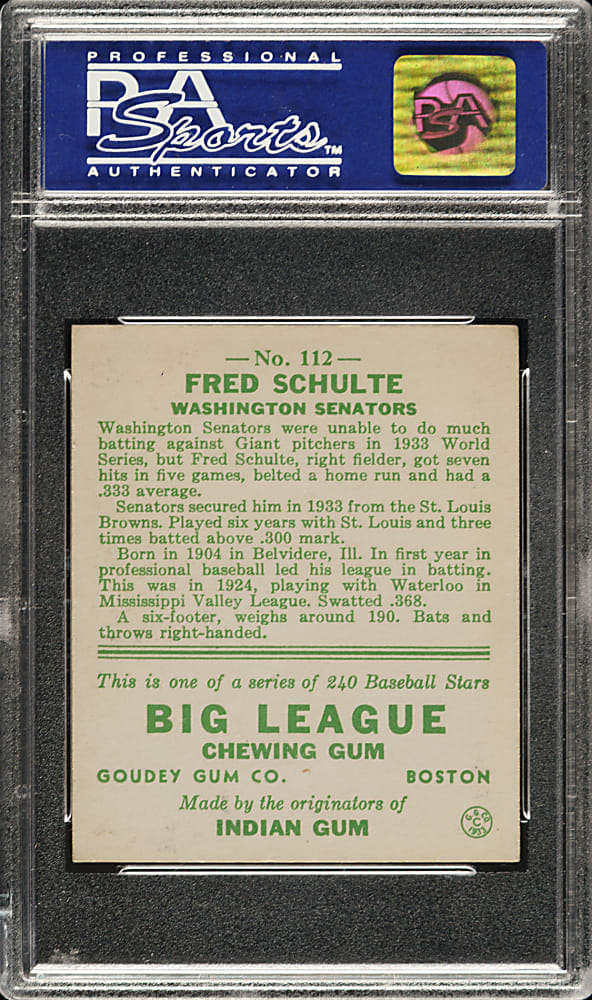 PROFESSIONAL
PSA
Sports™
AUTHENTICATOR
PSA
— No. 112 —
FRED SCHULTE
WASHINGTON SENATORS
Washington Senators were unable to do much
batting against Giant pitchers in 1933 World
Series, but Fred Schulte, right fielder, got seven
hits in five games, belted a home run and had a
.333 average.
Senators secured him in 1933 from the St. Louis
Browns. Played six years with St. Louis and three
times batted above .300 mark.
Born in 1904 in Belvidere, Ill. In first year in
professional baseball led his league in batting.
This was in 1924, playing with Waterloo in
Mississippi Valley League. Swatted .368.
A six-footer, weighs around 190. Bats and
throws right-handed.
This is one of a series of 240 Baseball Stars
BIG LEAGUE
CHEWING GUM
GOUDEY GUM CO. BOSTON
Made by the originators of
INDIAN GUM
G. & CO.
C
1933